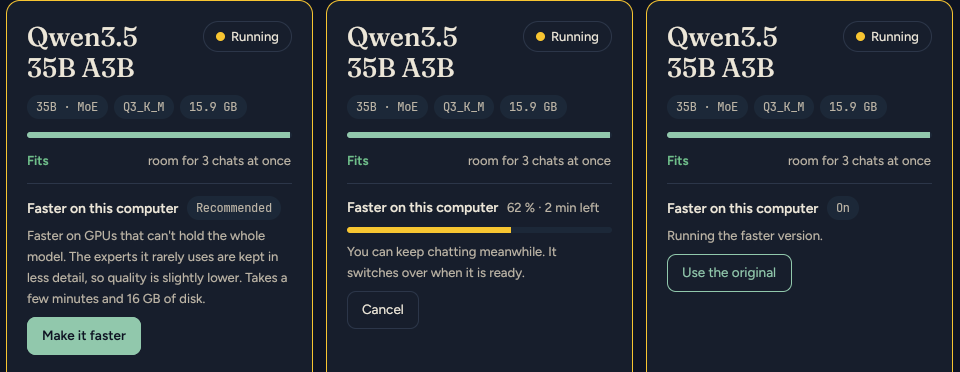 Qwen3.5
35B A3B
Running
35B · MoE
Q3_K_M
15.9 GB
Fits
room for 3 chats at once
Faster on this computer
Recommended
Faster on GPUs that can't hold the whole
model. The experts it rarely uses are kept in
less detail, so quality is slightly lower. Takes a
few minutes and 16 GB of disk.
Make it faster
Qwen3.5
35B A3B
Running
35B · MoE
Q3_K_M
15.9 GB
Fits
room for 3 chats at once
Faster on this computer
62 % · 2 min left
You can keep chatting meanwhile. It
switches over when it is ready.
Cancel
Qwen3.5
35B A3B
Running
35B · MoE
Q3_K_M
15.9 GB
Fits
room for 3 chats at once
Faster on this computer
On
Running the faster version.
Use the original